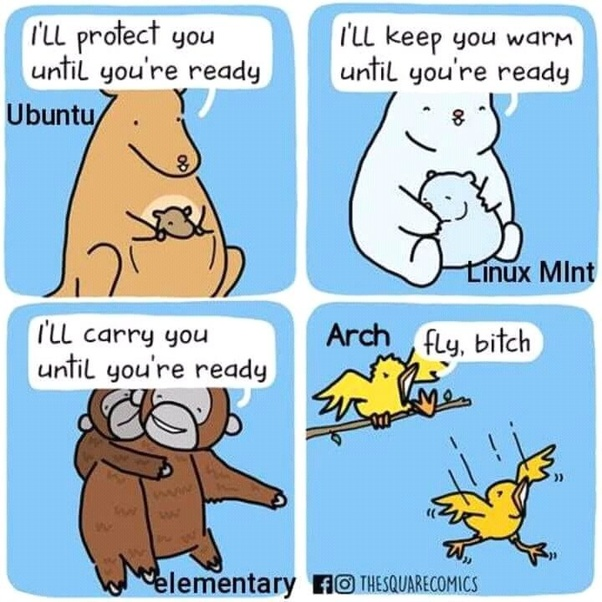 I'LL protect you
until you're ready
Ubuntu
I'LL keep you warm
until you're ready
Linux MInt
I'LL carry you
until you're ready
elementary
Arch
fly, bitch
THESQUARECOMICS